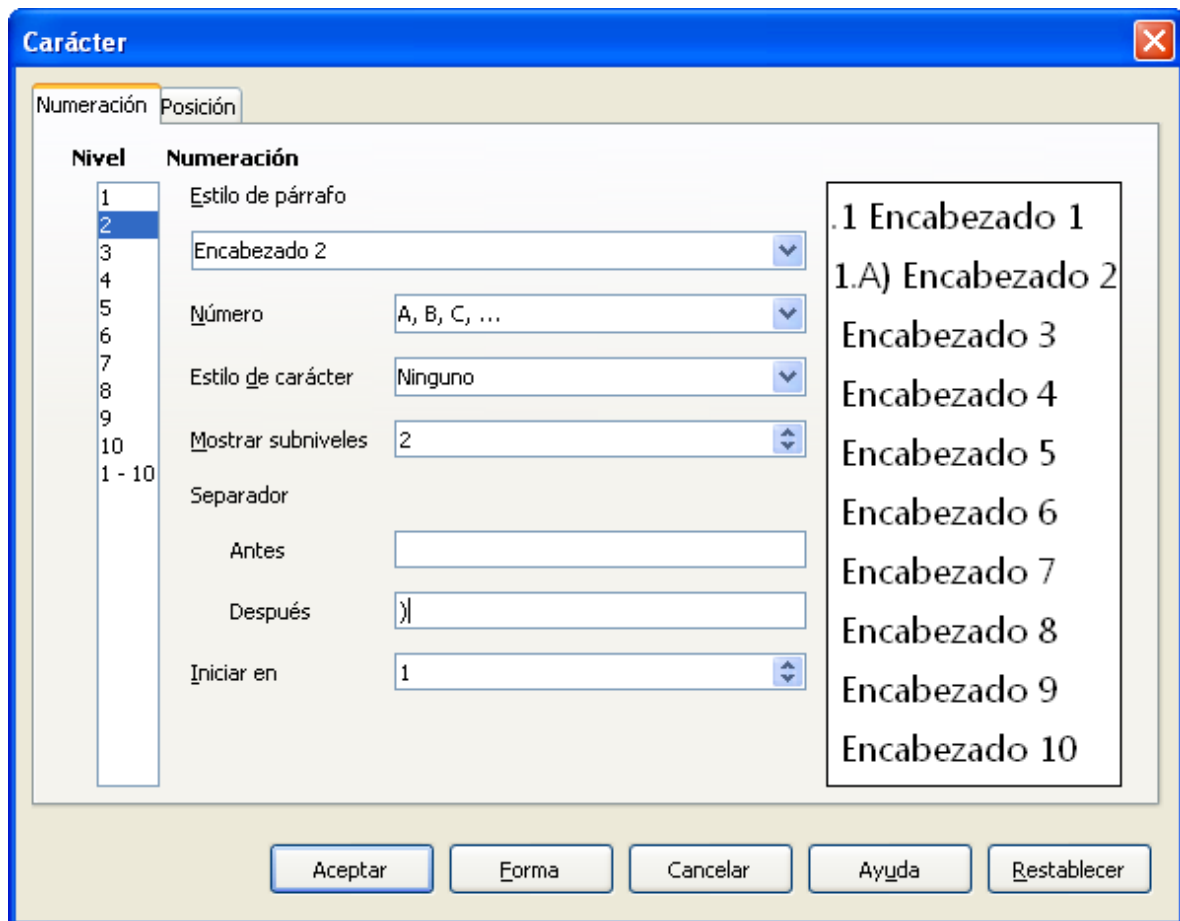 Carácter
Numeración Posición
Nivel Numeración
1
2
3
4
5
6
7
8
9
10
1 - 10
Estilo de párrafo
Encabezado 2
Número A, B, C, ...
Estilo de carácter Ninguno
Mostrar subniveles 2
Separador
Antes
Después )
Iniciar en 1
.1 Encabezado 1
1.A) Encabezado 2
Encabezado 3
Encabezado 4
Encabezado 5
Encabezado 6
Encabezado 7
Encabezado 8
Encabezado 9
Encabezado 10
Aceptar Forma Cancelar Ayuda Restablecer